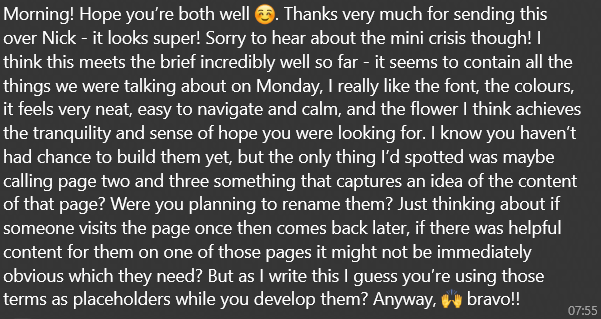 Morning! Hope you're both well ☺️. Thanks very much for sending this
over Nick - it looks super! Sorry to hear about the mini crisis though! I
think this meets the brief incredibly well so far - it seems to contain all the
things we were talking about on Monday, I really like the font, the colours,
it feels very neat, easy to navigate and calm, and the flower I think achieves
the tranquility and sense of hope you were looking for. I know you haven't
had chance to build them yet, but the only thing I'd spotted was maybe
calling page two and three something that captures an idea of the content
of that page? Were you planning to rename them? Just thinking about if
someone visits the page once then comes back later, if there was helpful
content for them on one of those pages it might not be immediately
obvious which they need? But as I write this I guess you're using those
terms as placeholders while you develop them? Anyway, 🙌 bravo!!
07:55